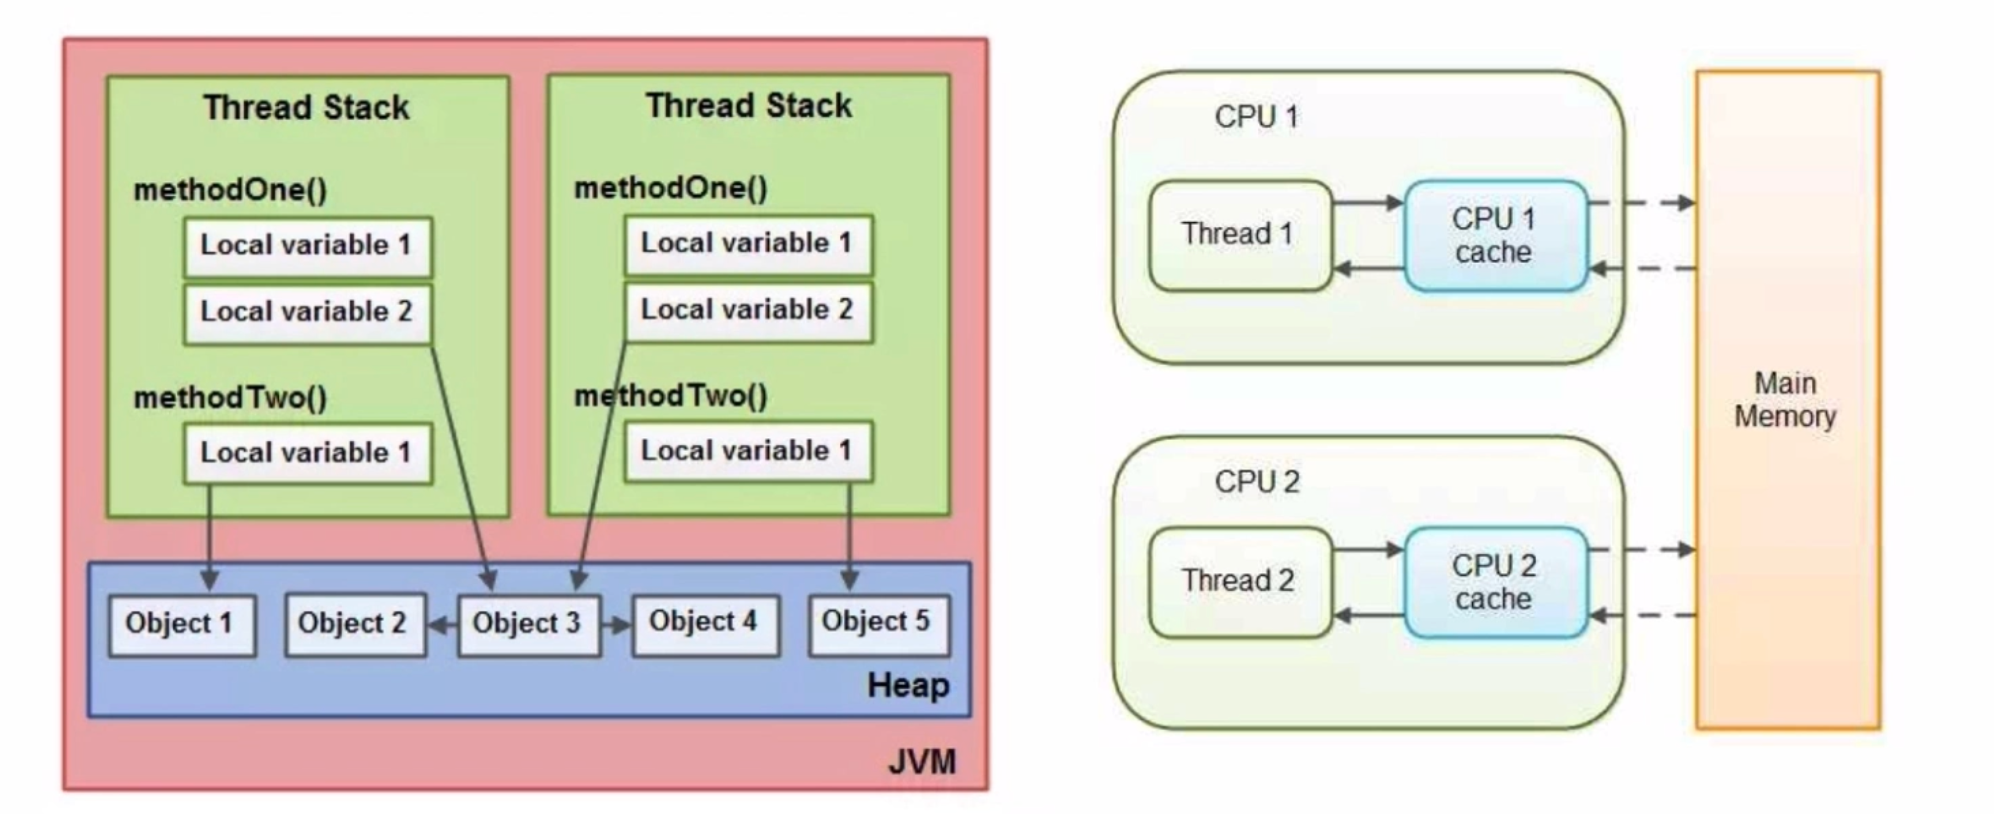 Thread Stack
methodOne()
Local variable 1
Local variable 2
methodTwo()
Local variable 1
Thread Stack
methodOne()
Local variable 1
Local variable 2
methodTwo()
Local variable 1
Object 1
Object 2
Object 3
Object 4
Object 5
Heap
JVM
CPU 1
Thread 1
CPU 1
cache
CPU 2
Thread 2
CPU 2
cache
Main
Memory